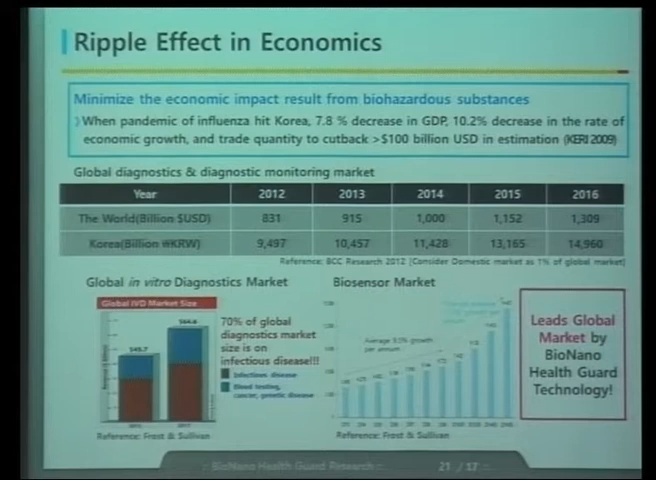 Ripple Effect in Economics
Minimize the economic impact result from biohazardous substances
When pandemic of influenza hit Korea, 7.8 % decrease in GDP, 10.2% decrease in the rate of
economic growth, and trade quantity to cutback >$100 billion USD in estimation (KERI 2009)
Global diagnostics & diagnostic monitoring market
Year 2012 2013 2014 2015 2016
The World(Billion $USD) 831 915 1,000 1,152 1,309
Korea(Billion ₩KRW) 9,497 10,457 11,428 13,165 14,960
Reference: BCC Research 2012 (Consider Domestic market as 1% of global market)
Global in vitro Diagnostics Market
Biosensor Market
Global IVD Market Size
$45.7
$64.6
70% of global
diagnostics market
size is on
infectious disease!!!
Infectious disease
Blood testing,
cancer, genetic disease
Average 9.5% growth
per annum
Leads Global
Market by
BioNano
Health Guard
Technology!
Reference: Frost & Sullivan
Reference: Frost & Sullivan
BioNano Health Guard Research
21 / 17